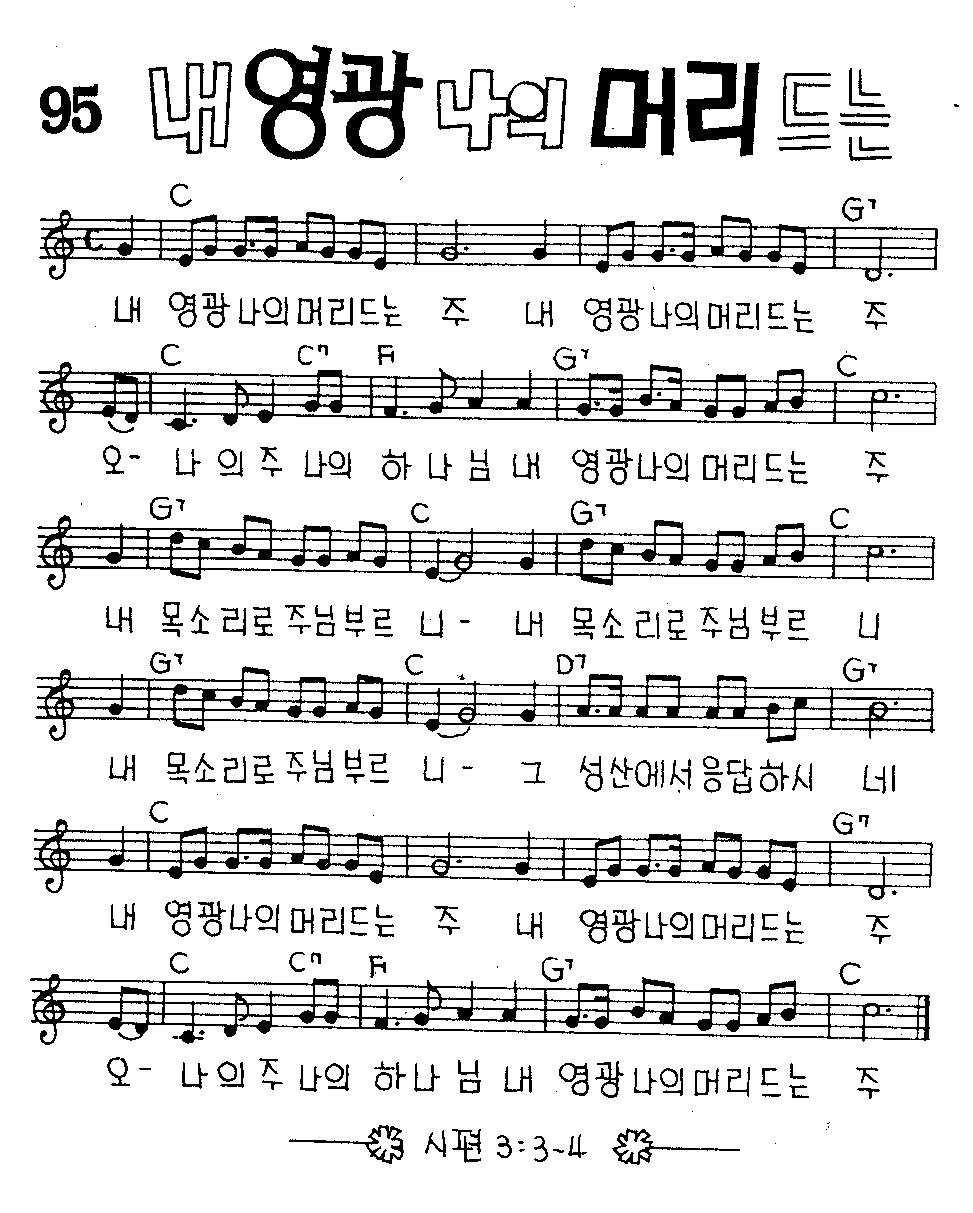 95 내 영광 나의 머리 드는
C G7
내 영광나의머리드는 주 내 영광나의머리드는 주
C C7 F G7 C
오- 나의주 나의 하나님 내 영광나의머리드는 주
G7 C G7 C
내 목소리로주님부르 니- 내 목소리로주님부르 니
G7 C D7 G7
내 목소리로주님부르 니- 그 성산에서응답하시 네
C G7
내 영광나의머리드는 주 내 영광나의머리드는 주
C C7 F G7 C
오- 나의주 나의 하나님 내 영광나의머리드는 주
시편 3:3~4